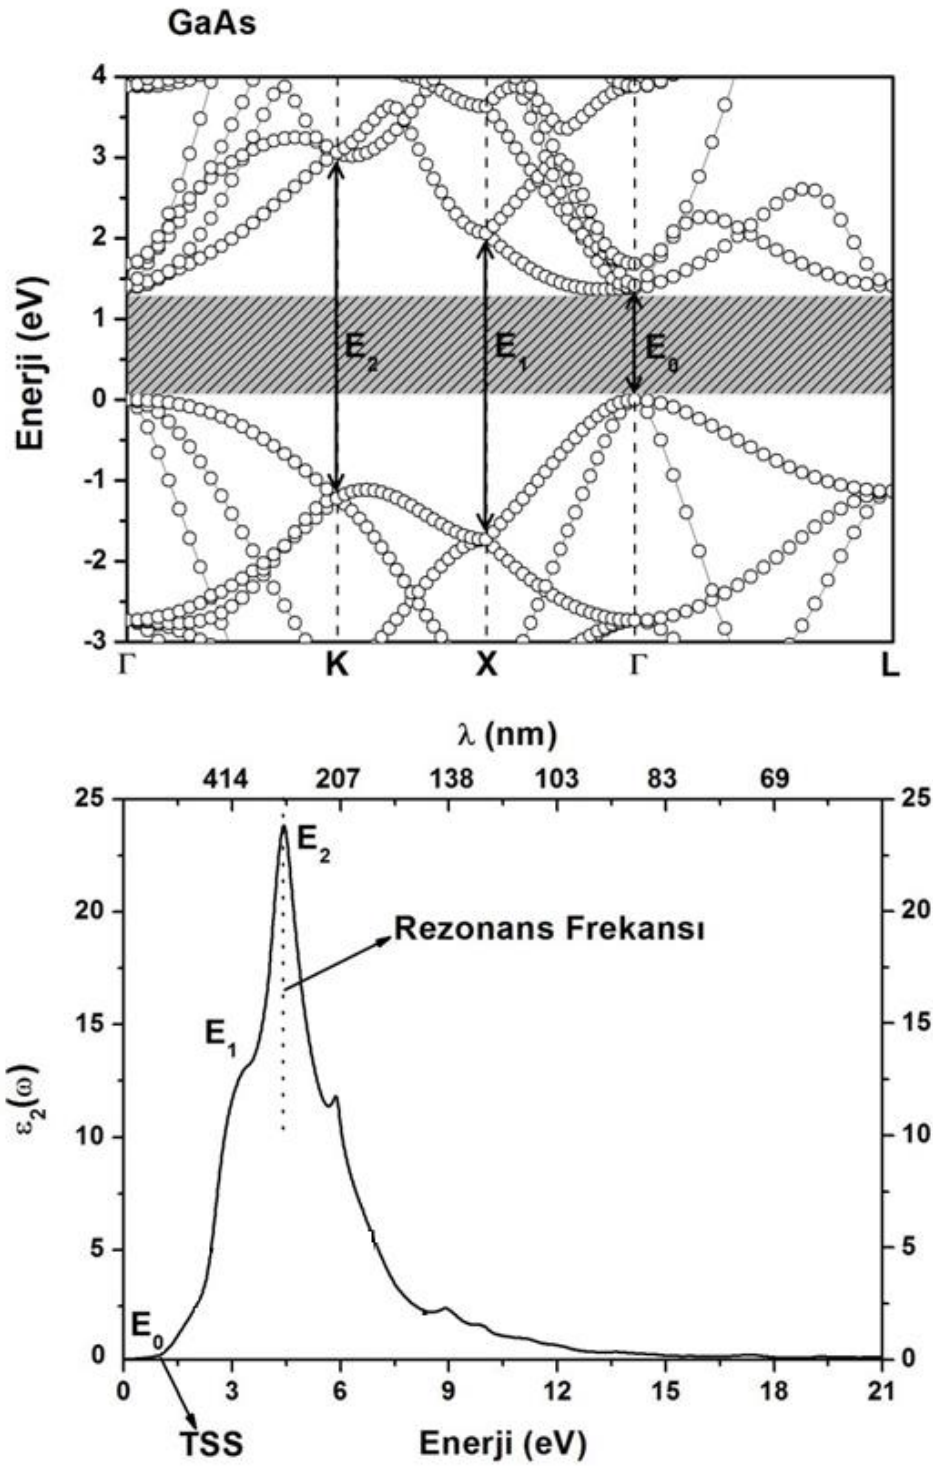 GaAs
4
3
2
1
0
-1
-2
-3
Enerji (eV)
E2
E1
E0
Γ K X Γ L
λ (nm)
414 207 138 103 83 69
25
20
15
10
5
0
ε2(ω)
25
20
15
10
5
0
E2
Rezonans Frekansı
E1
E0
0 3 6 9 12 15 18 21
TSS
Enerji (eV)